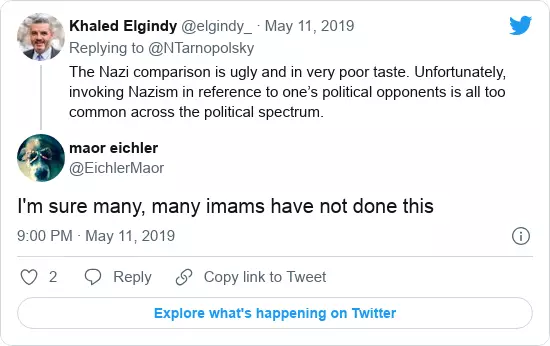 Khaled Elgindy @elgindy_ · May 11, 2019
Replying to @NTarnopolsky
The Nazi comparison is ugly and in very poor taste. Unfortunately,
invoking Nazism in reference to one’s political opponents is all too
common across the political spectrum.
maor eichler
@EichlerMaor
I'm sure many, many imams have not done this
9:00 PM · May 11, 2019
2 Reply Copy link to Tweet
Explore what's happening on Twitter